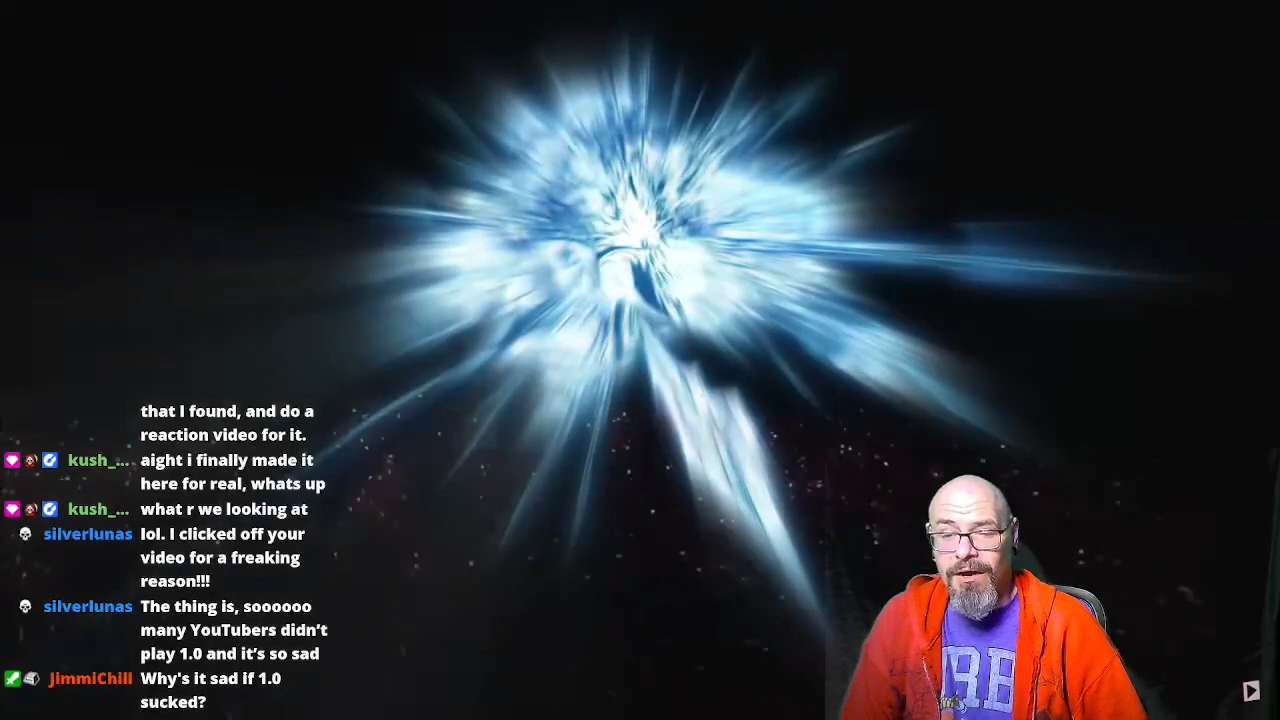 that I found, and do a
reaction video for it.
kush_... aight i finally made it
here for real, whats up
kush_... what r we looking at
silverlunas lol. I clicked off your
video for a freaking
reason!!!
silverlunas The thing is, soooooo
many YouTubers didn't
play 1.0 and it's so sad
JimmiChill Why's it sad if 1.0
sucked?